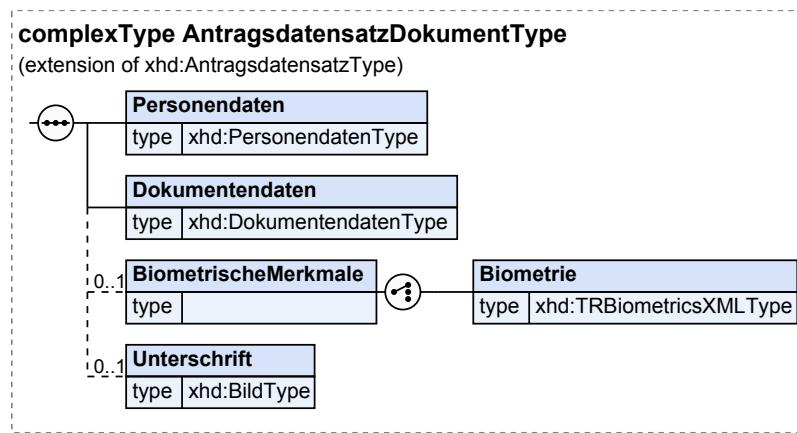 complexType AntragsdatensatzDokumentType
(extension of xhd:AntragsdatensatzType)
Personendaten
type xhd:PersonendatenType
Dokumentendaten
type xhd:DokumentendatenType
0..1 BiometrischeMerkmale
type
Biometrie
type xhd:TRBiometricsXMLType
0..1 Unterschrift
type xhd:BildType